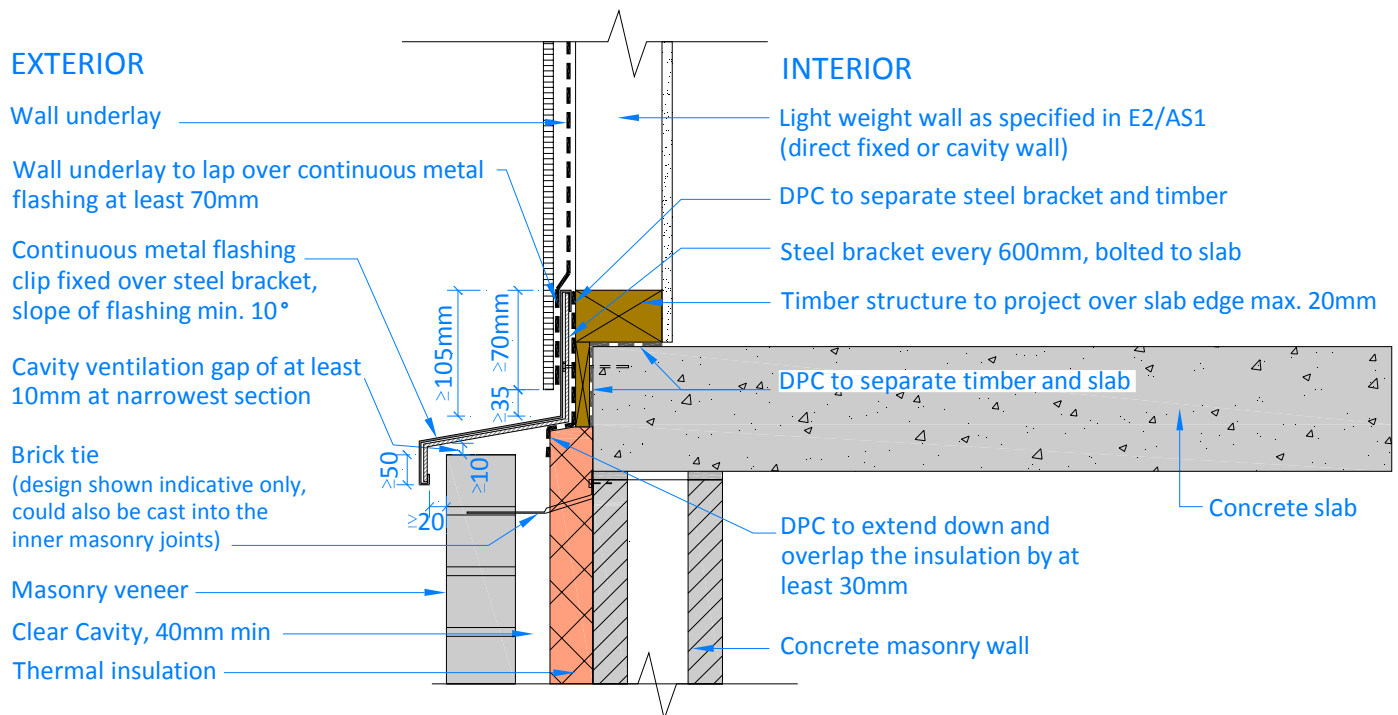 EXTERIOR
Wall underlay
Wall underlay to lap over continuous metal
flashing at least 70mm
Continuous metal flashing
clip fixed over steel bracket,
slope of flashing min. 10°
Cavity ventilation gap of at least
10mm at narrowest section
Brick tie
(design shown indicative only,
could also be cast into the
inner masonry joints)
Masonry veneer
Clear Cavity, 40mm min
Thermal insulation
≥105mm
≥70mm
≥35
≥50
≥10
≥20
INTERIOR
Light weight wall as specified in E2/AS1
(direct fixed or cavity wall)
DPC to separate steel bracket and timber
Steel bracket every 600mm, bolted to slab
Timber structure to project over slab edge max. 20mm
DPC to separate timber and slab
Concrete slab
DPC to extend down and
overlap the insulation by at
least 30mm
Concrete masonry wall